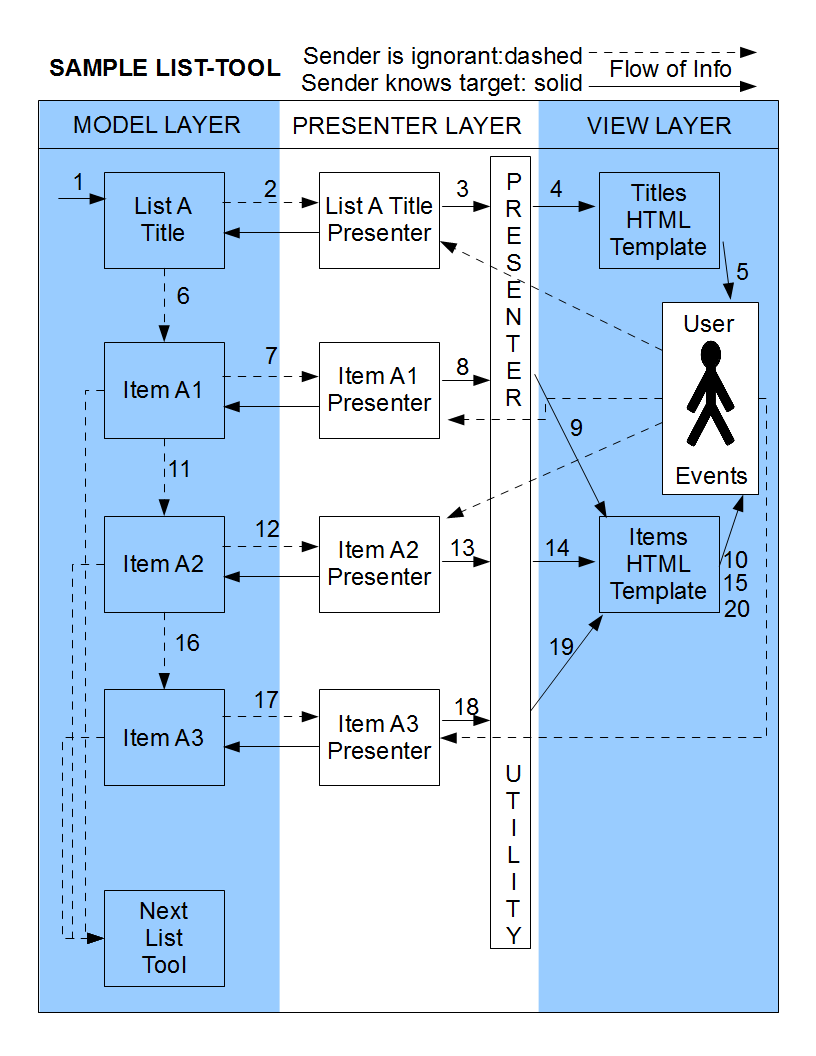 Sender is ignorant:dashed
SAMPLE LIST-TOOL
Flow of Info
Sender knows target: solid
MODEL LAYER
PRESENTER LAYER
VIEW LAYER
1
List A
Title
2
List A Title
Presenter
3
PRESENTER
4
Titles
HTML
Template
5
6
User
Events
7
Item A1
Item A1
Presenter
8
9
11
12
Item A2
Item A2
Presenter
13
14
Items
HTML
Template
10
15
20
16
19
17
Item A3
Item A3
Presenter
18
UTILITY
Next
List
Tool